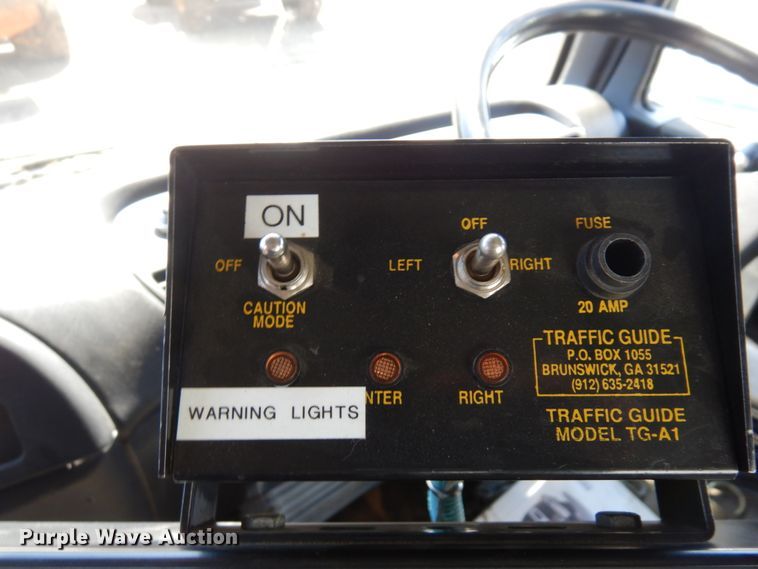 ON
OFF
FUSE
OFF
LEFT
RIGHT
CAUTION
MODE
20 AMP
TRAFFIC GUIDE
P.O. BOX 1055
BRUNSWICK, GA 31521
(912) 635-2418
NTER
RIGHT
WARNING LIGHTS
TRAFFIC GUIDE
MODEL TG-A1
Purple Wave Auction